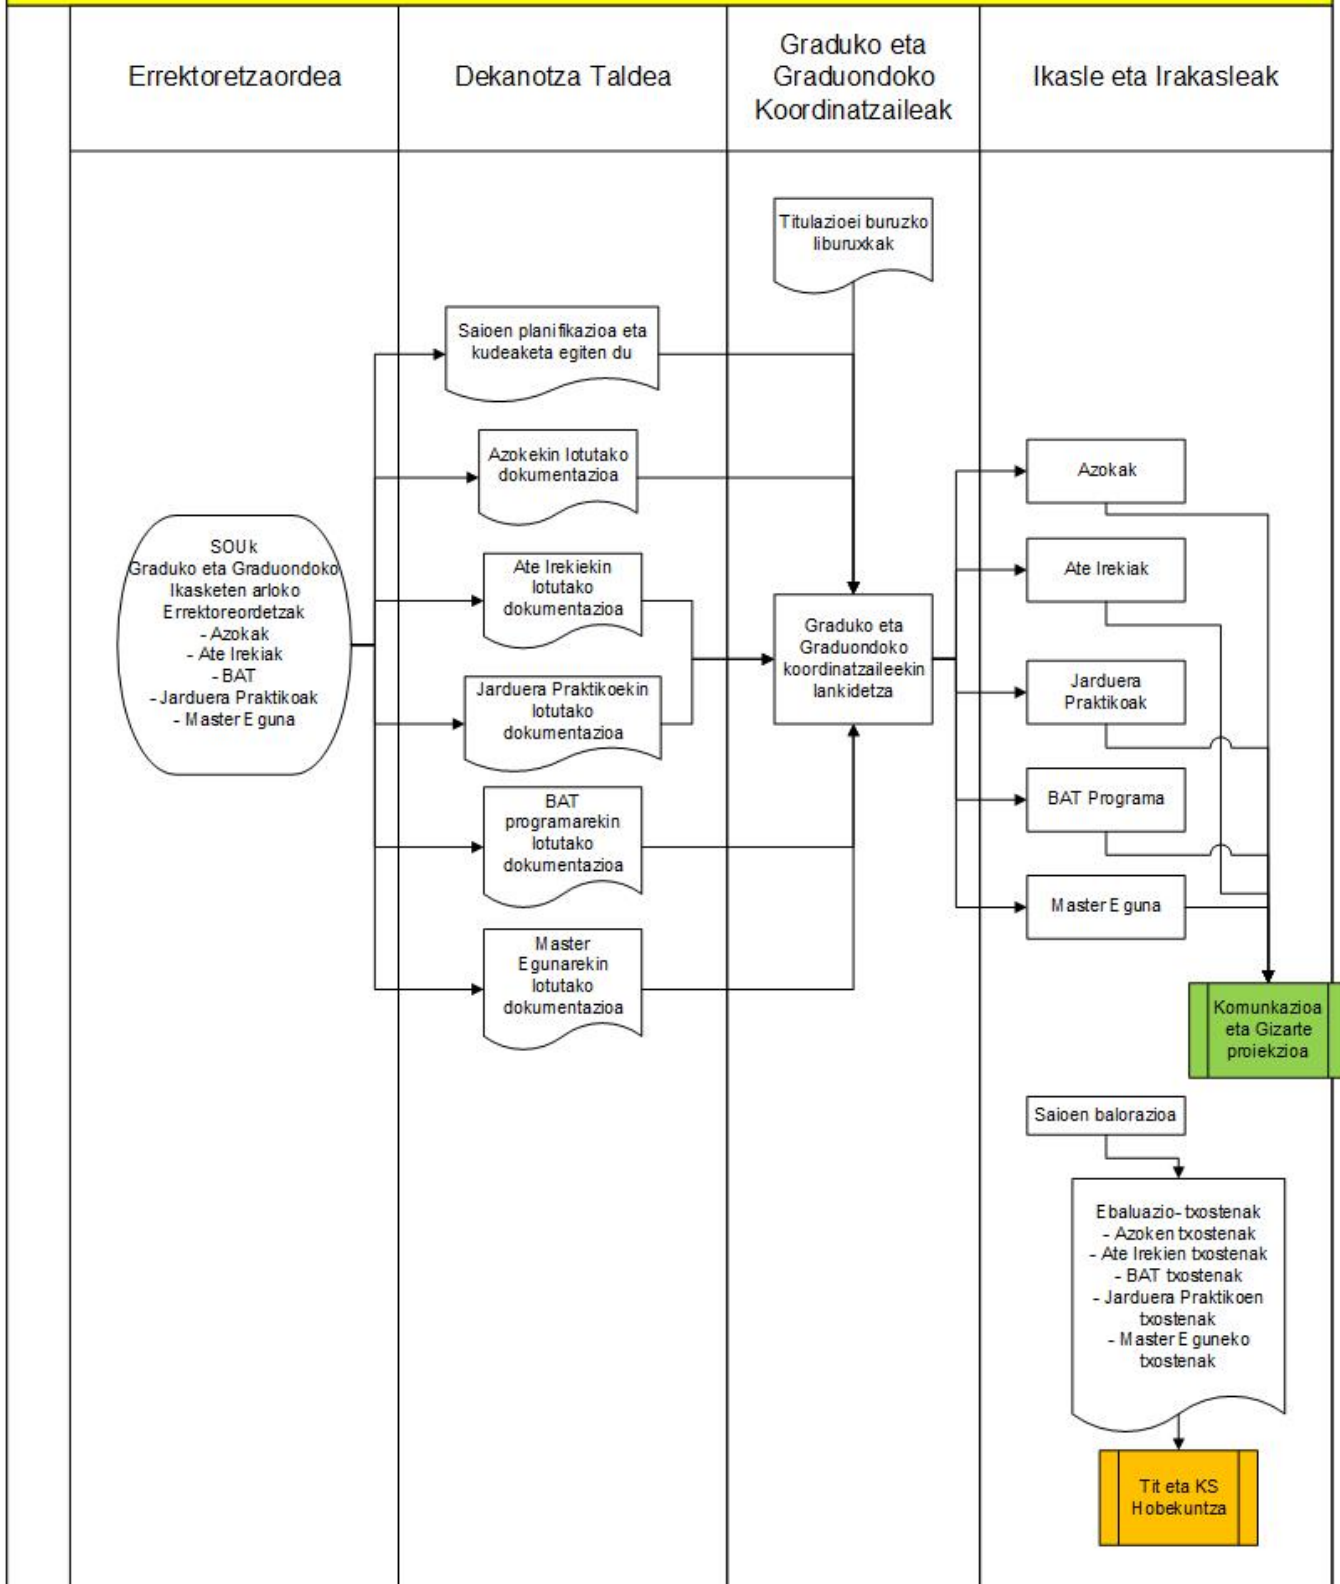 Errektoretzaordea
Dekanotza Taldea
Graduko eta
Graduondoko
Koordinatzaileak
Ikasle eta Irakasleak
SOUk
Graduko eta Graduondoko
Ikasketen arloko
Errektoreordetzak
- Azokak
- Ate Irekiak
- BAT
- Jarduera Praktikoak
- Master Eguna
Saioen planifikazioa eta
kudeaketa egiten du
Azokekin lotutako
dokumentazioa
Ate Irekiekin
lotutako
dokumentazioa
Jarduera Praktikoekin
lotutako
dokumentazioa
BAT
programarekin
lotutako
dokumentazioa
Master
Egunarekin
lotutako
dokumentazioa
Titulazioei buruzko
liburuxkak
Graduko eta
Graduondoko
koordinatzaileekin
lankidetza
Azokak
Ate Irekiak
Jarduera
Praktikoak
BAT Programa
Master Eguna
Komunkazioa
eta Gizarte
proiekzioa
Saioen balorazioa
Ebaluazio-txostenak
- Azoken txostenak
- Ate Irekien txostenak
- BAT txostenak
- Jarduera Praktikoen
txostenak
- Master Eguneko
txostenak
Tit eta KS
Hobekuntza